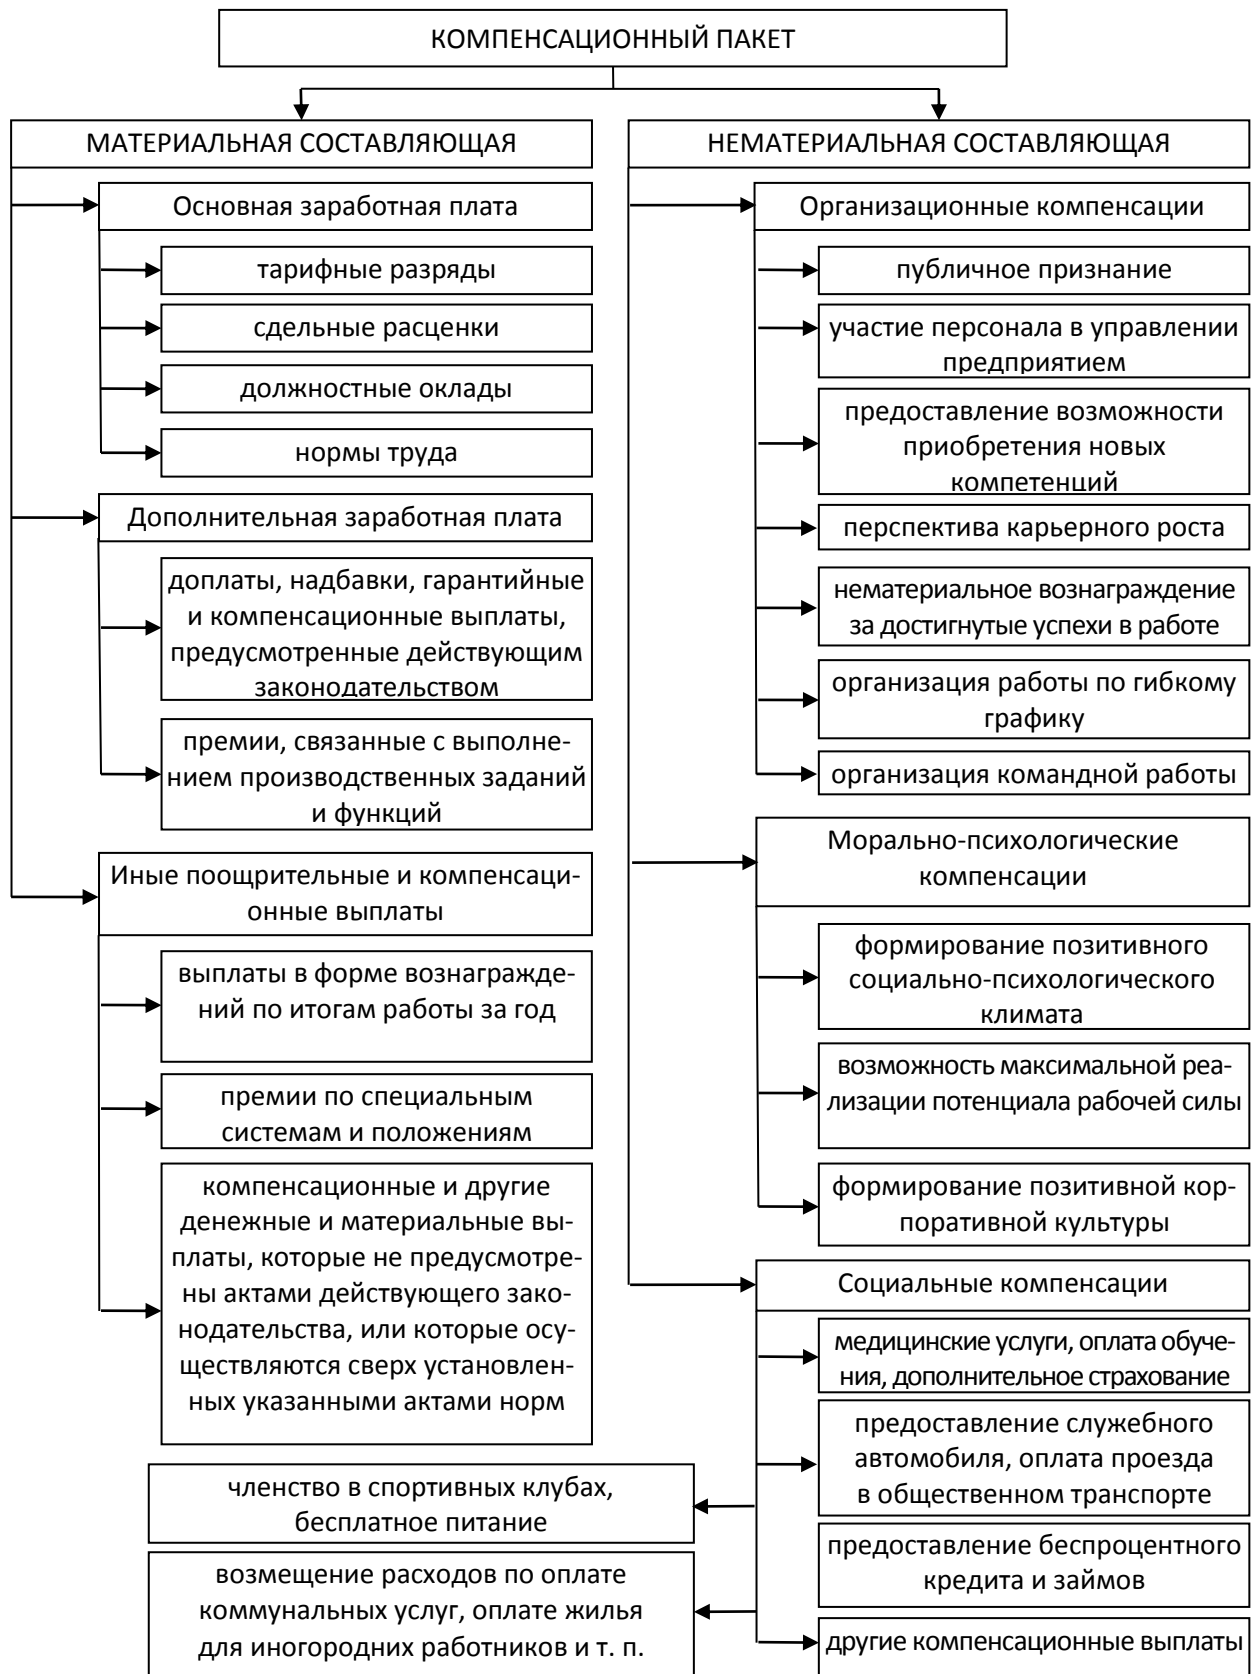 КОМПЕНСАЦИОННЫЙ ПАКЕТ
МАТЕРИАЛЬНАЯ СОСТАВЛЯЮЩАЯ
Основная заработная плата
тарифные разряды
сдельные расценки
должностные оклады
нормы труда
Дополнительная заработная плата
доплаты, надбавки, гарантийные
и компенсационные выплаты,
предусмотренные действующим
законодательством
премии, связанные с выполне-
нием производственных заданий
и функций
Иные поощрительные и компенсаци-
онные выплаты
выплаты в форме вознагражде-
ний по итогам работы за год
премии по специальным
системам и положениям
компенсационные и другие
денежные и материальные вы-
платы, которые не предусмотре-
ны актами действующего зако-
нодательства, или которые осу-
ществляются сверх установлен-
ных указанными актами норм
НЕМАТЕРИАЛЬНАЯ СОСТАВЛЯЮЩАЯ
Организационные компенсации
публичное признание
участие персонала в управлении
предприятием
предоставление возможности
приобретения новых
компетенций
перспектива карьерного роста
нематериальное вознаграждение
за достигнутые успехи в работе
организация работы по гибкому
графику
организация командной работы
Морально-психологические
компенсации
формирование позитивного
социально-психологического
климата
возможность максимальной реа-
лизации потенциала рабочей силы
формирование позитивной кор-
поративной культуры
Социальные компенсации
медицинские услуги, оплата обуче-
ния, дополнительное страхование
предоставление служебного
автомобиля, оплата проезда
в общественном транспорте
членство в спортивных клубах,
бесплатное питание
предоставление беспроцентного
кредита и займов
возмещение расходов по оплате
коммунальных услуг, оплате жилья
для иногородних работников и т. п.
другие компенсационные выплаты